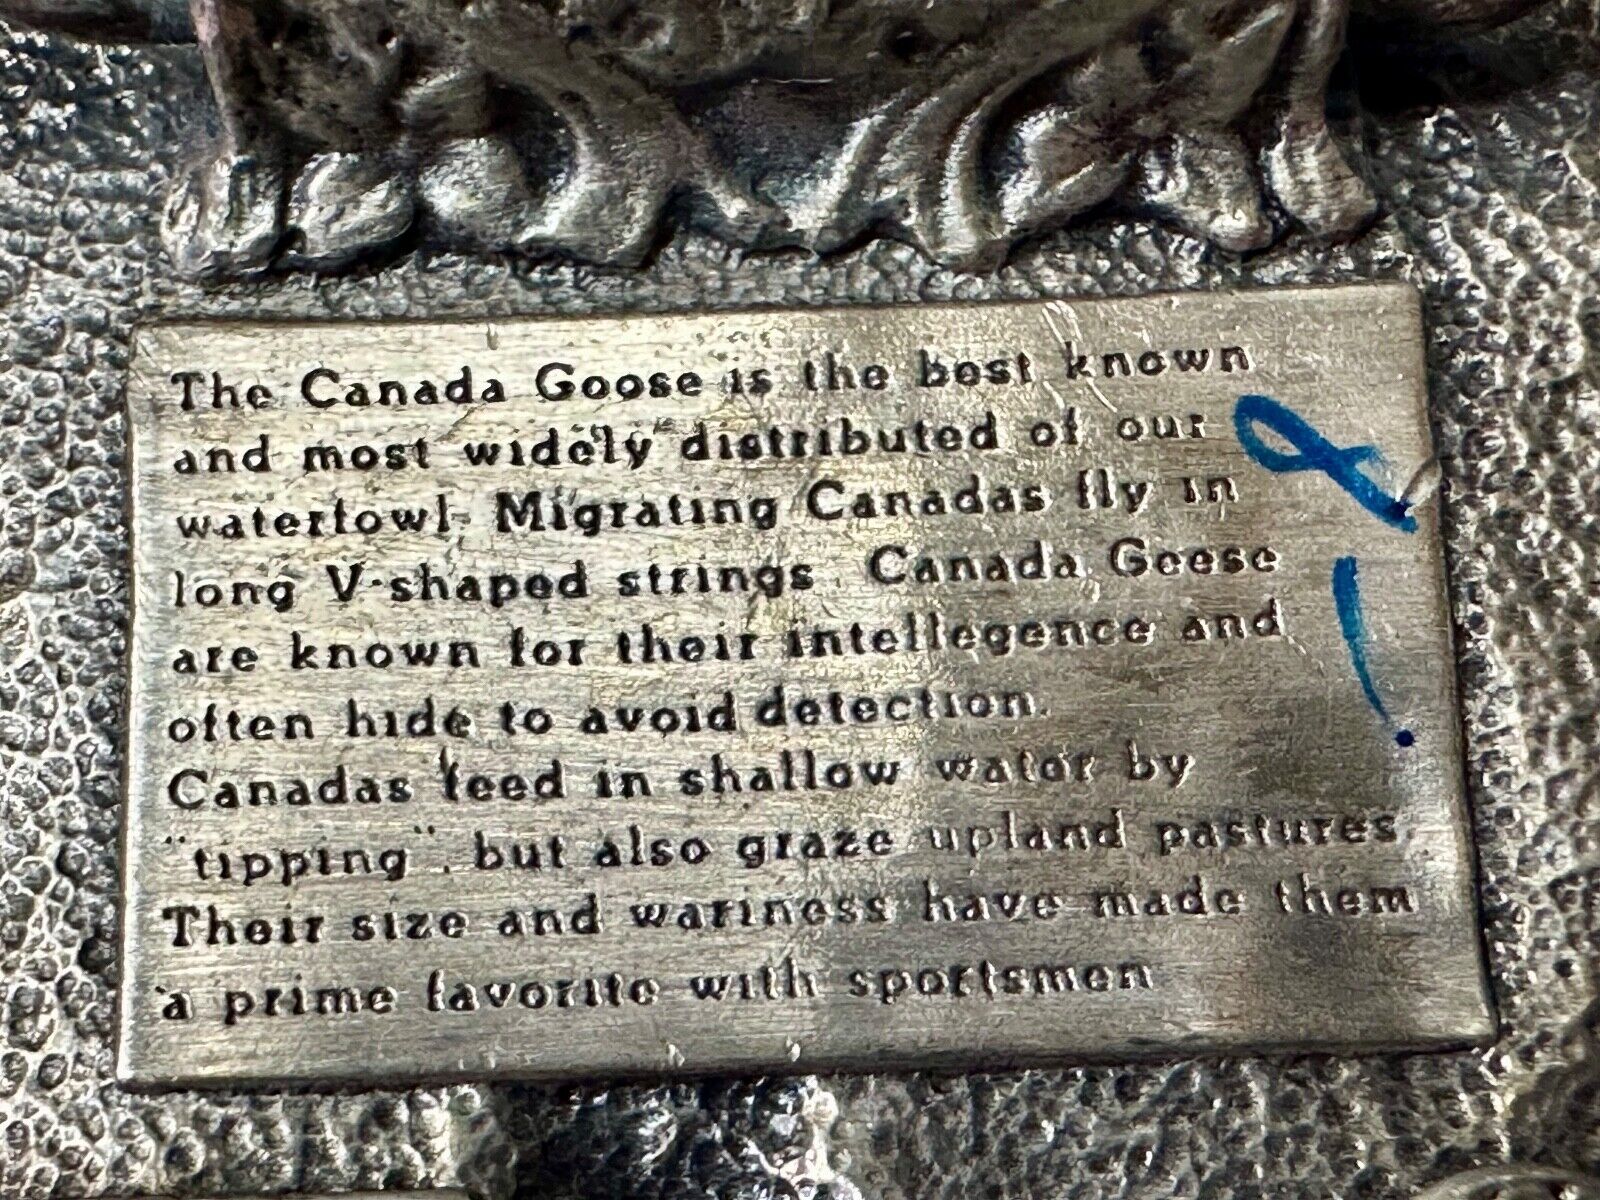 The Canada Goose is the best known
and most widely distributed of our
waterfowl. Migrating Canadas fly in
long V-shaped strings. Canada Geese
are known for their intellegence and
often hide to avoid detection.
Canadas feed in shallow water by
"tipping", but also graze upland pastures.
Their size and wariness have made them
a prime favorite with sportsmen